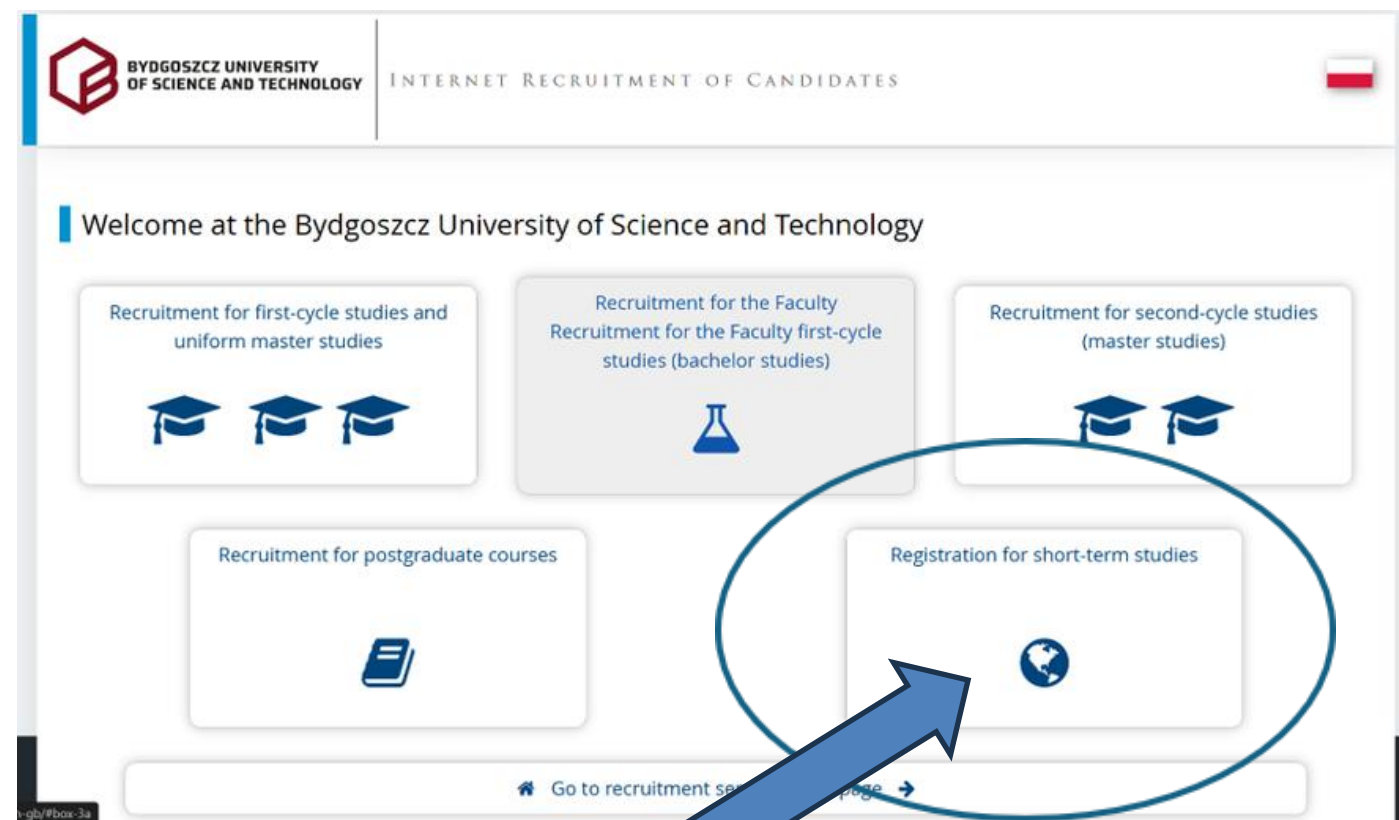 BYDGOSZCZ UNIVERSITY
OF SCIENCE AND TECHNOLOGY
INTERNET RECRUITMENT OF CANDIDATES
Welcome at the Bydgoszcz University of Science and Technology
Recruitment for first-cycle studies and
uniform master studies
Recruitment for the Faculty
Recruitment for the Faculty first-cycle
studies (bachelor studies)
Recruitment for second-cycle studies
(master studies)
Recruitment for postgraduate courses
Registration for short-term studies
Go to recruitment page
n-gb/#box-3a